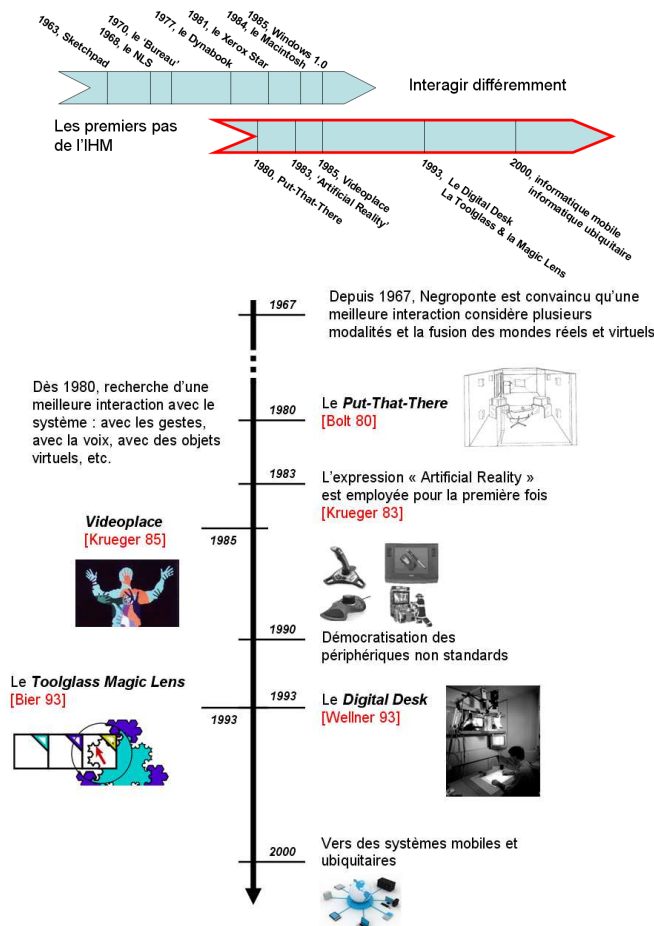 1963, Sketchpad
1968, le NLS
1970, le ‘Bureau’
1977, le Dynabook
1981, le Xerox Star
1984, le Macintosh
1985, Windows 1.0
Interagir différemment
Les premiers pas
de l’IHM
1980, Put-That-There
1983, ‘Artificial Reality’
1985, Videoplace
1993, Le Digital Desk
La Toolglass & la Magic Lens
2000, informatique mobile
informatique ubiquitaire
1967
Depuis 1967, Negroponte est convaincu qu’une
meilleure interaction considère plusieurs
modalités et la fusion des mondes réels et virtuels
Dès 1980, recherche d’une
meilleure interaction avec le
système : avec les gestes,
avec la voix, avec des objets
virtuels, etc.
1980
Le Put-That-There
[Bolt 80]
1983
L’expression « Artificial Reality »
est employée pour la première fois
[Krueger 83]
Videoplace
[Krueger 85]
1985
1990
Démocratisation des
périphériques non standards
Le Toolglass Magic Lens
[Bier 93]
1993
1993
Le Digital Desk
[Wellner 93]
2000
Vers des systèmes mobiles et
ubiquitaires